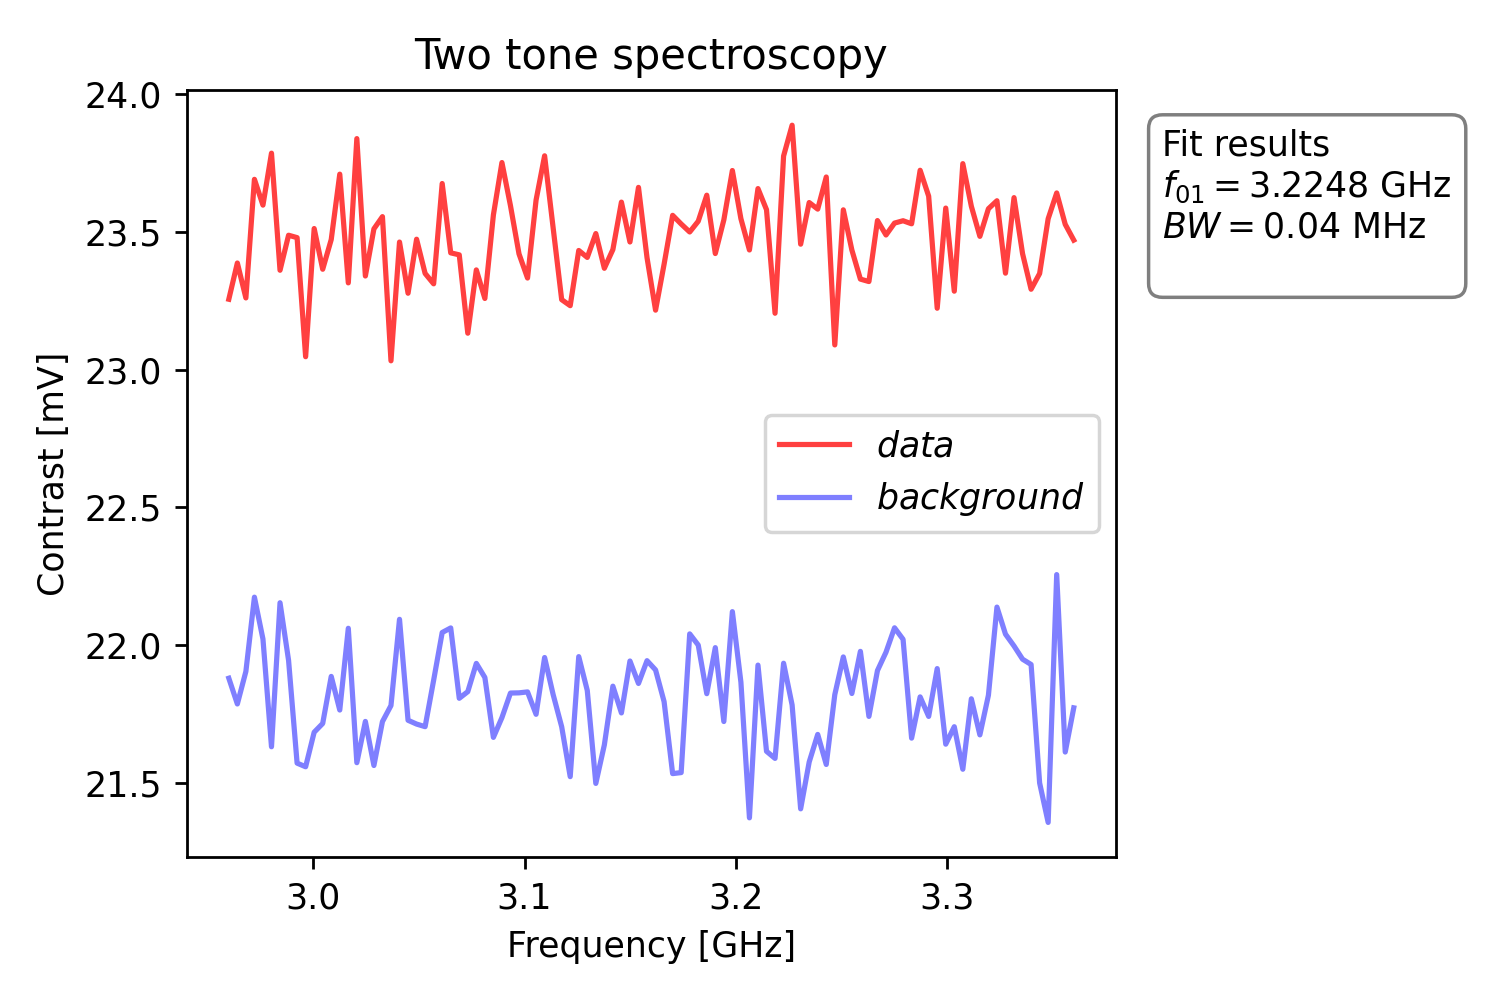 Two tone spectroscopy
24.0
23.5
23.0
22.5
22.0
21.5
Contrast [mV]
3.0
3.1
3.2
3.3
Frequency [GHz]
data
background
Fit results
f₀₁ = 3.2248 GHz
BW = 0.04 MHz